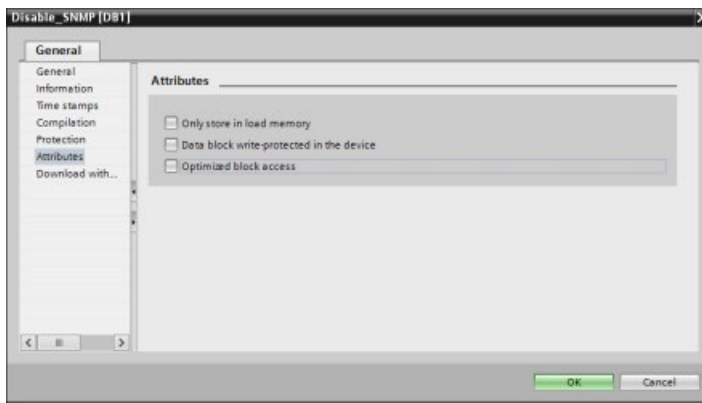 Disable_SNMP [DB1]
General
General
Information
Time stamps
Compilation
Protection
Attributes
Download with...
Attributes
Only store in load memory
Data block write-protected in the device
Optimized block access
OK
Cancel